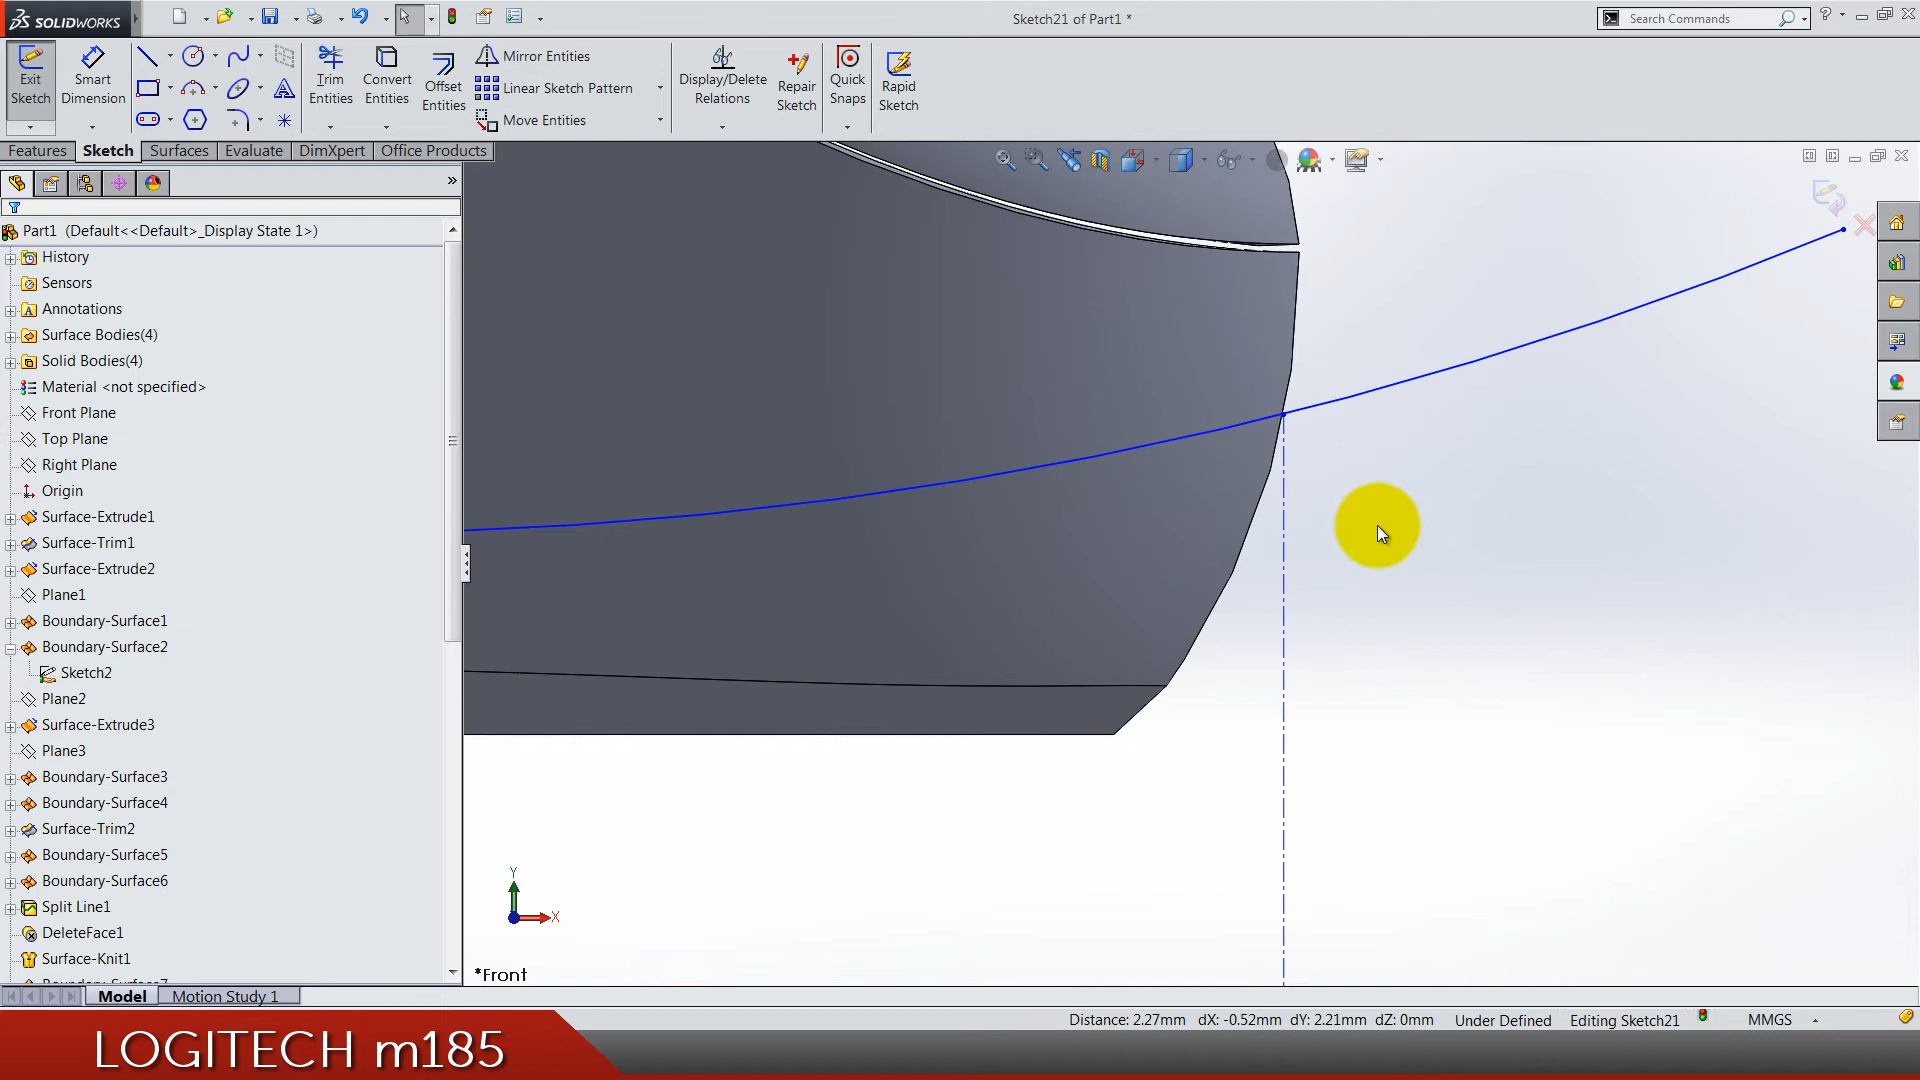 SOLIDWORKS
Sketch21 of Part1 *
Search Commands
Exit Sketch
Smart Dimension
Trim Entities
Convert Entities
Offset Entities
Mirror Entities
Linear Sketch Pattern
Move Entities
Display/Delete Relations
Repair Sketch
Quick Snaps
Rapid Sketch
Features Sketch Surfaces Evaluate DimXpert Office Products
Part1 (Default<<Default>_Display State 1>)
History
Sensors
Annotations
Surface Bodies(4)
Solid Bodies(4)
Material <not specified>
Front Plane
Top Plane
Right Plane
Origin
Surface-Extrude1
Surface-Trim1
Surface-Extrude2
Plane1
Boundary-Surface1
Boundary-Surface2
Sketch2
Plane2
Surface-Extrude3
Plane3
Boundary-Surface3
Boundary-Surface4
Surface-Trim2
Boundary-Surface5
Boundary-Surface6
Split Line1
DeleteFace1
Surface-Knit1
Y
X
*Front
Model Motion Study 1
Distance: 2.27mm dX: -0.52mm dY: 2.21mm dZ: 0mm Under Defined Editing Sketch21 MMGS
LOGITECH m185